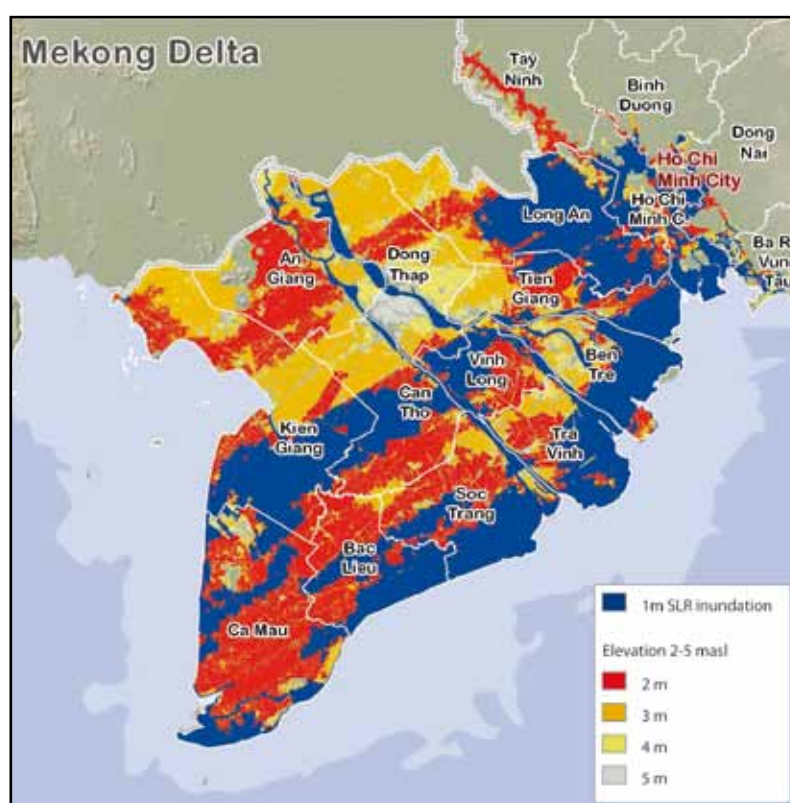 Mekong Delta
Tay
Ninh
Binh
Duong
Dong
Nai
Ho Chi
Minh City
Ho Chi
Minh C.
Ba R
Vung
Tau
Long An
An
Giang
Dong
Thap
Tien
Giang
Ben
Tre
Vinh
Long
Can
Tho
Kien
Giang
Tra
Vinh
Soc
Trang
Bac
Lieu
Ca Mau
1m SLR inundation
Elevation 2-5 masl
2 m
3 m
4 m
5 m